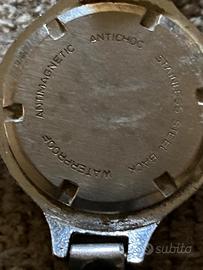 ANTIMAGNETIC ANTICHOC STAINLESS STEEL BACK WATERPROOF
subito